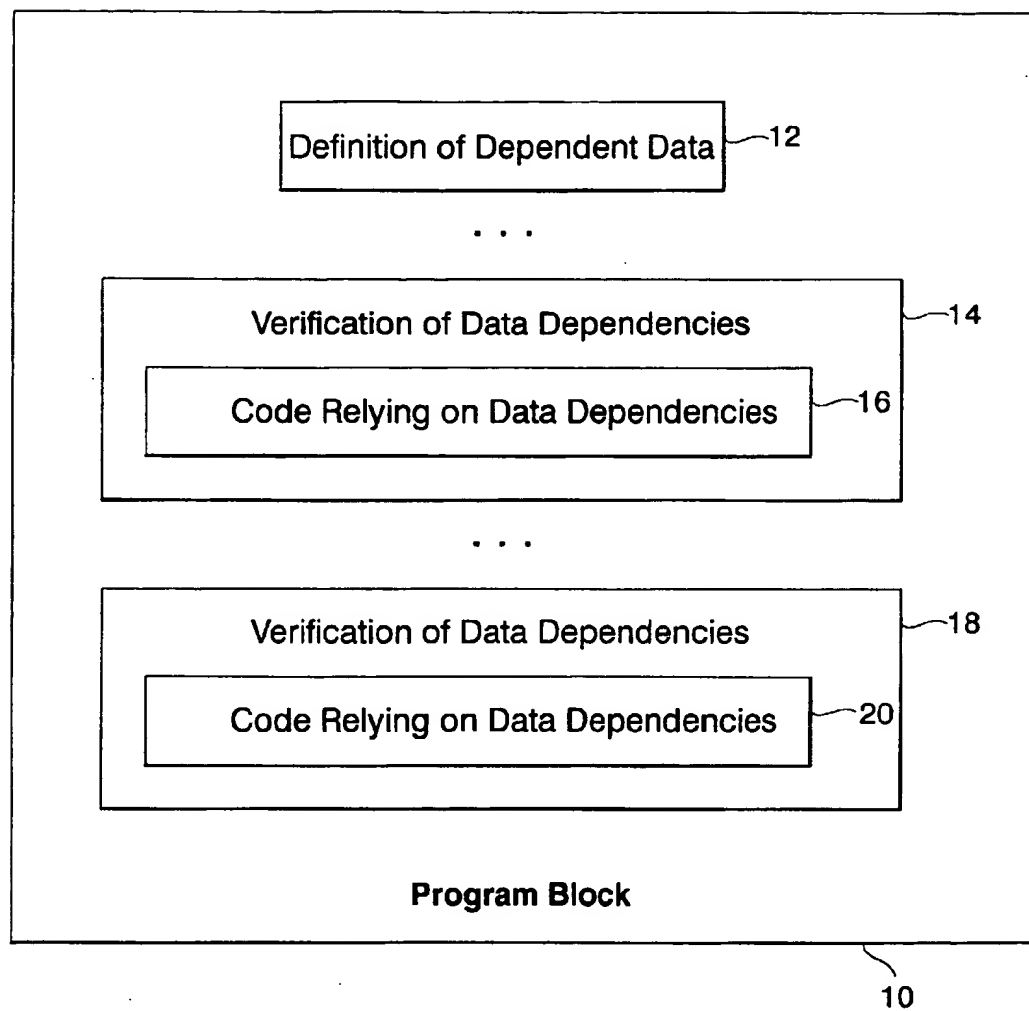 Definition of Dependent Data
12
. . .
Verification of Data Dependencies
14
Code Relying on Data Dependencies
16
. . .
Verification of Data Dependencies
18
Code Relying on Data Dependencies
20
Program Block
10